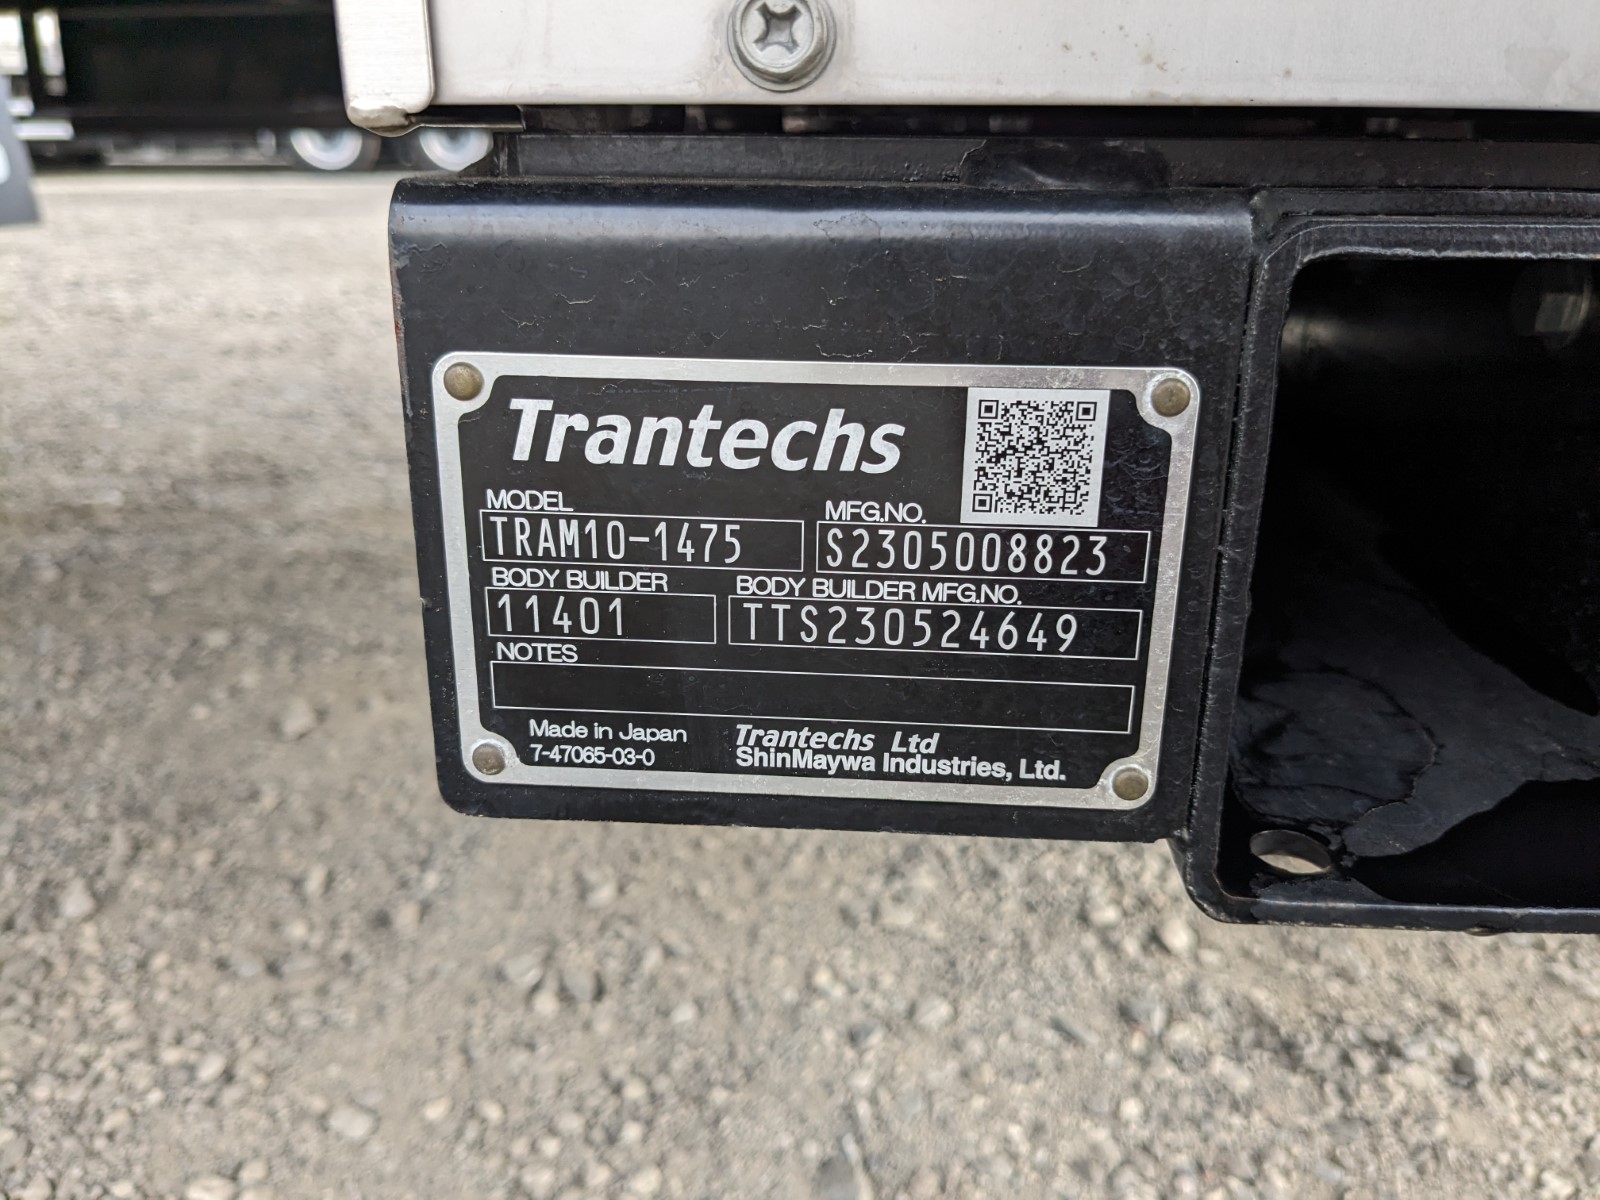 Trantechs
MODEL MFG.NO.
TRAM10-1475 S2305008823
BODY BUILDER BODY BUILDER MFG.NO.
11401 TTS230524649
NOTES
Made in Japan Trantechs Ltd
7-47065-03-0 ShinMaywa Industries, Ltd.